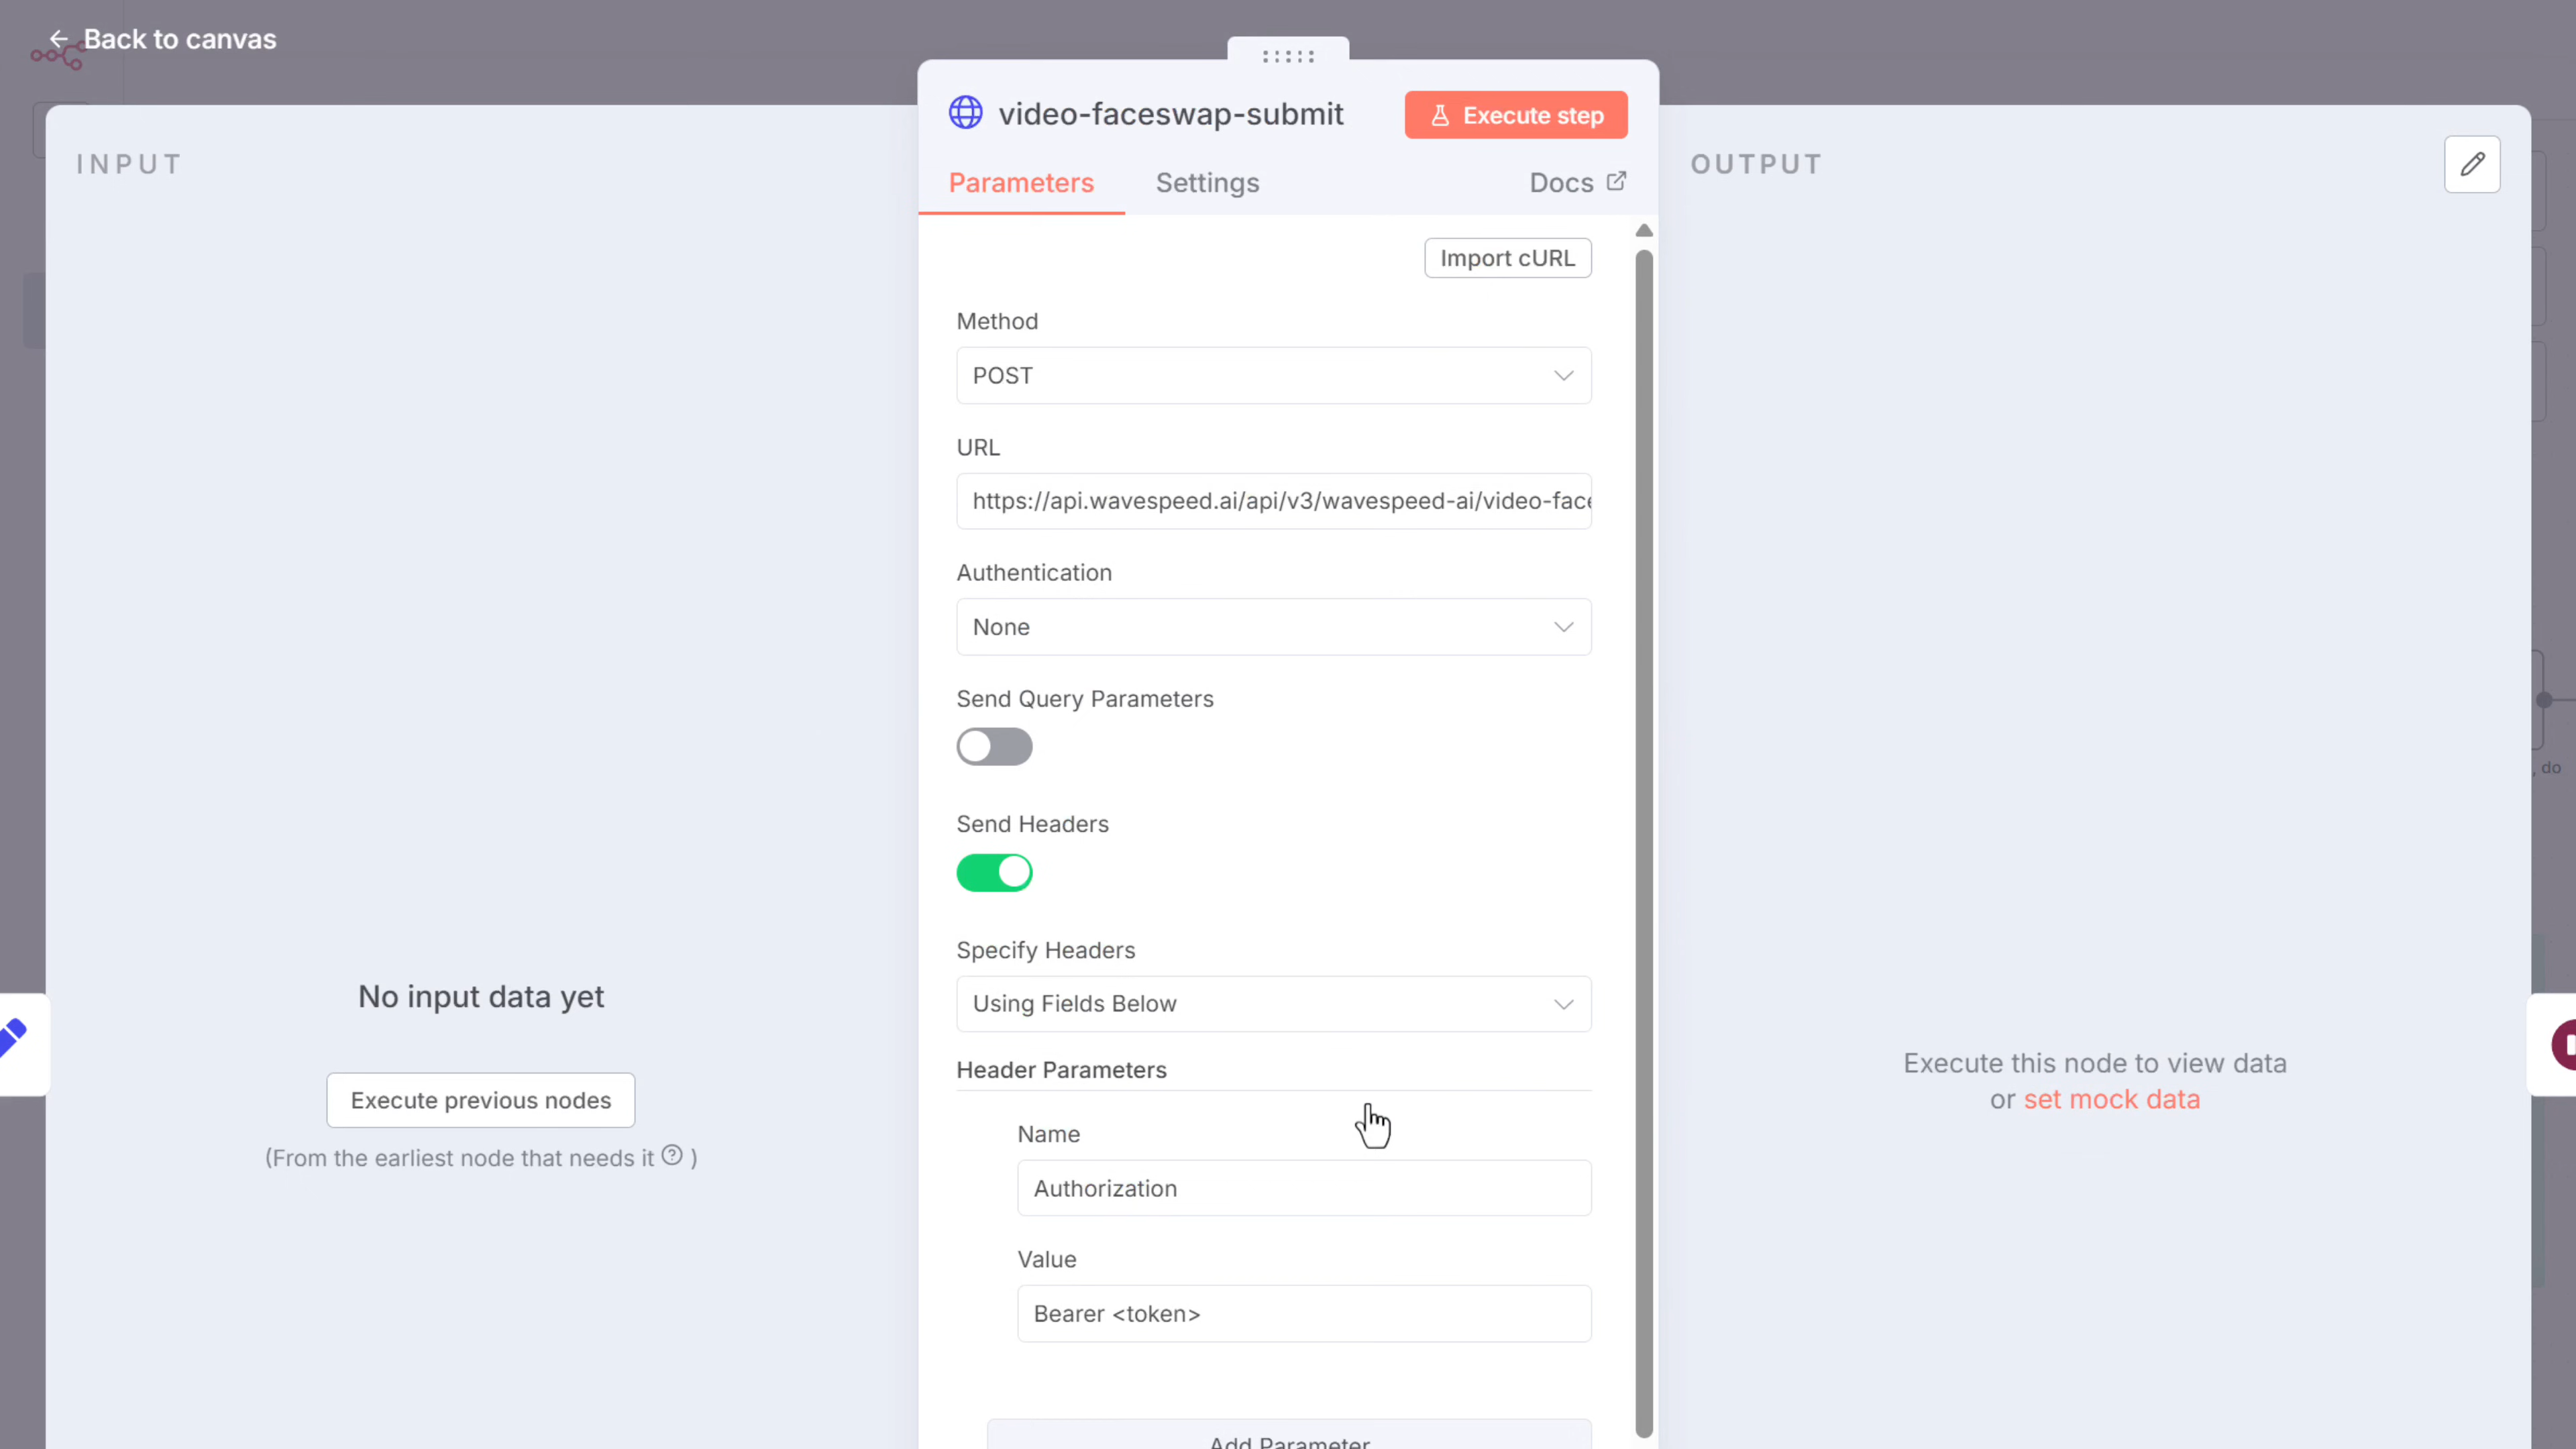 Back to canvas
INPUT
video-faceswap-submit
Execute step
OUTPUT
Parameters
Settings
Docs
Import cURL
Method
POST
URL
https://api.wavespeed.ai/api/v3/wavespeed-ai/video-face
Authentication
None
Send Query Parameters
Send Headers
Specify Headers
Using Fields Below
Header Parameters
Name
Authorization
Value
Bearer <token>
Add Parameter
No input data yet
Execute previous nodes
(From the earliest node that needs it ? )
Execute this node to view data
or set mock data
, do